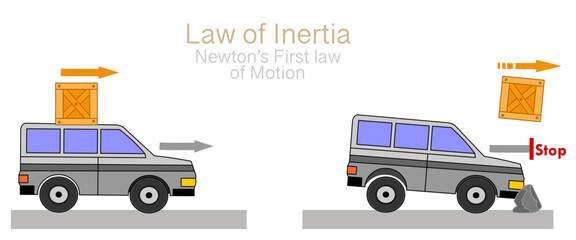 Law of Inertia
Newton's First law
of Motion
Stop